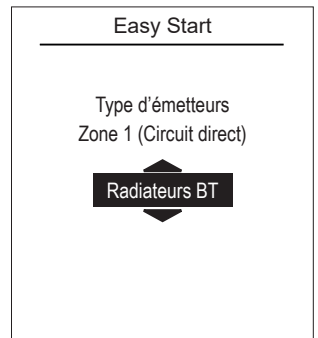 Easy Start
Type d'émetteurs
Zone 1 (Circuit direct)
Radiateurs BT